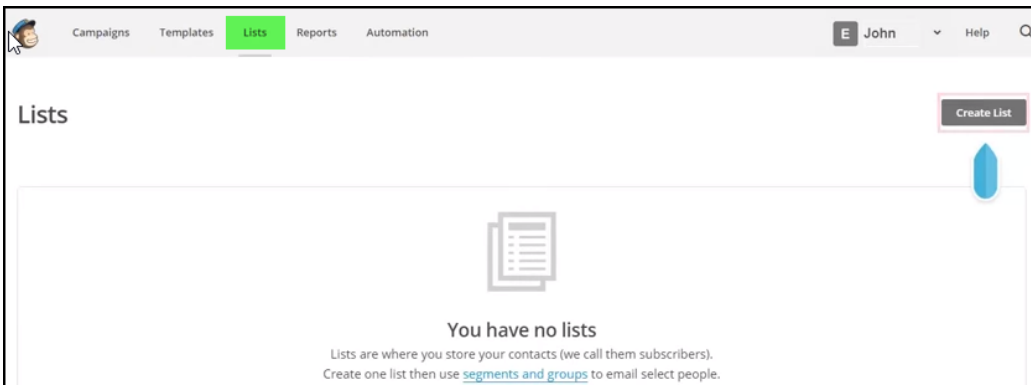 Campaigns Templates Lists Reports Automation E John Help
Lists
Create List
You have no lists
Lists are where you store your contacts (we call them subscribers).
Create one list then use segments and groups to email select people.